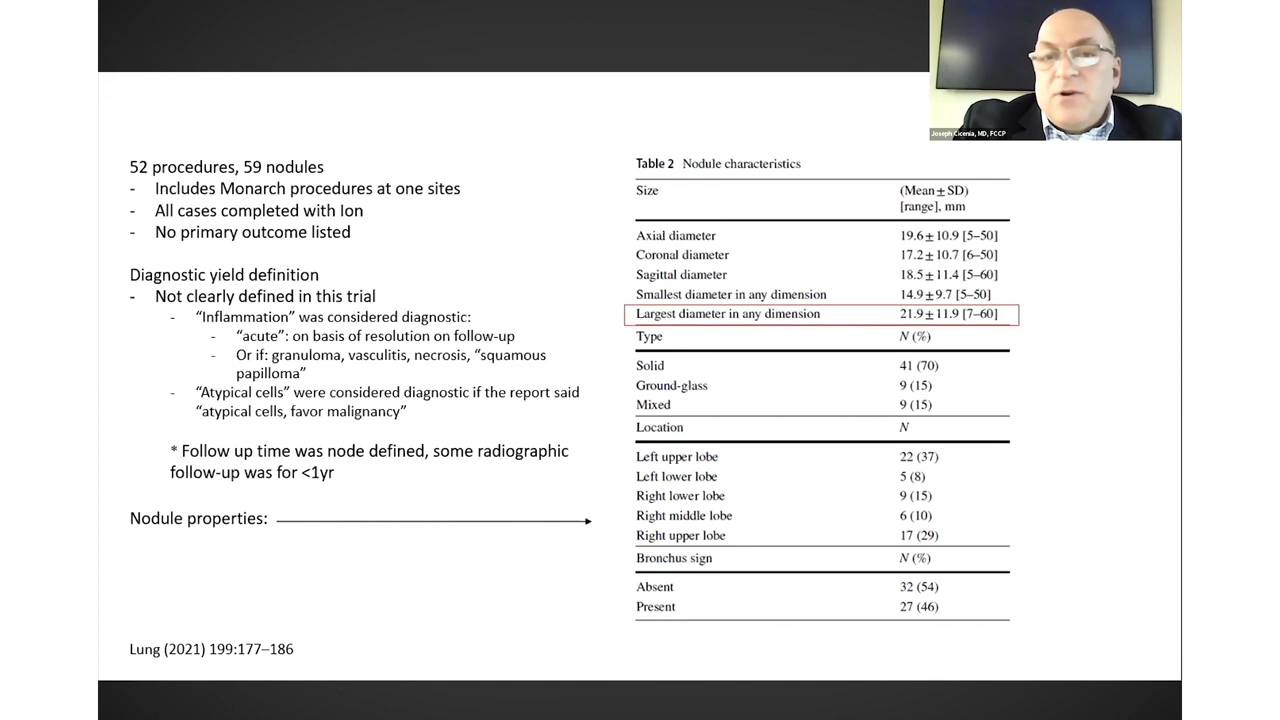 Joseph Cicenia, MD, FCCP
52 procedures, 59 nodules
- Includes Monarch procedures at one sites
- All cases completed with Ion
- No primary outcome listed
Diagnostic yield definition
- Not clearly defined in this trial
- “Inflammation” was considered diagnostic:
- “acute”: on basis of resolution on follow-up
- Or if: granuloma, vasculitis, necrosis, “squamous
papilloma”
- “Atypical cells” were considered diagnostic if the report said
“atypical cells, favor malignancy”
* Follow up time was node defined, some radiographic
follow-up was for <1yr
Nodule properties:
Lung (2021) 199:177–186
Table 2 Nodule characteristics
Size (Mean ± SD)
[range], mm
Axial diameter 19.6 ± 10.9 [5–50]
Coronal diameter 17.2 ± 10.7 [6–50]
Sagittal diameter 18.5 ± 11.4 [5–60]
Smallest diameter in any dimension 14.9 ± 9.7 [5–50]
Largest diameter in any dimension 21.9 ± 11.9 [7–60]
Type N (%)
Solid 41 (70)
Ground-glass 9 (15)
Mixed 9 (15)
Location N
Left upper lobe 22 (37)
Left lower lobe 5 (8)
Right lower lobe 9 (15)
Right middle lobe 6 (10)
Right upper lobe 17 (29)
Bronchus sign N (%)
Absent 32 (54)
Present 27 (46)